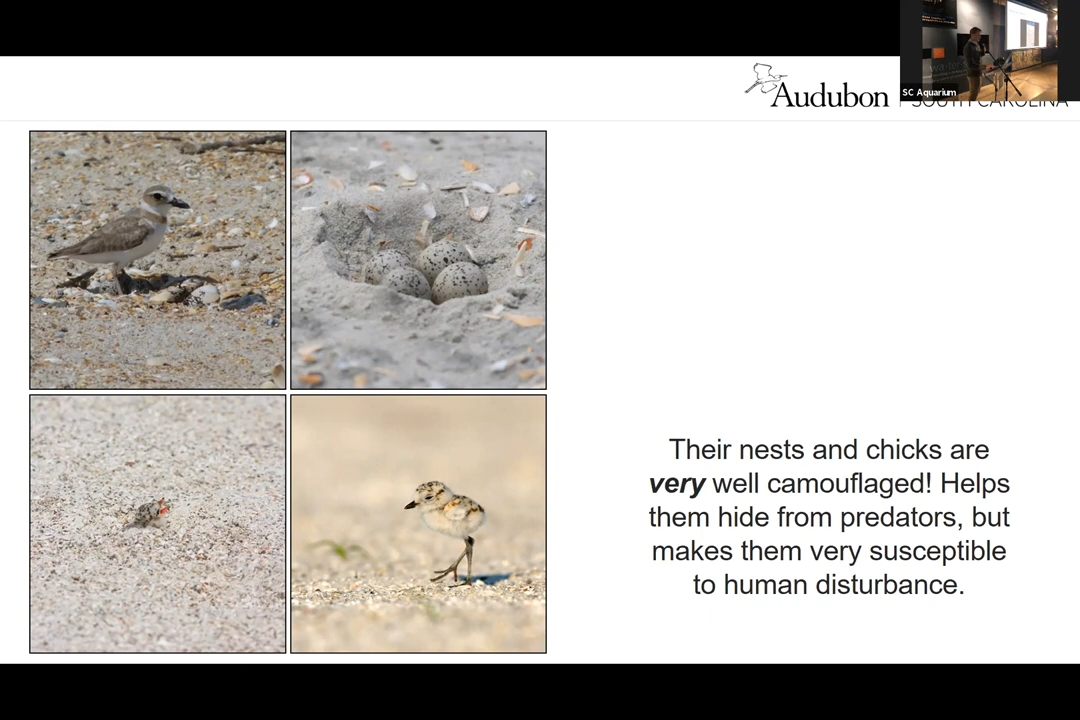 Audubon
SOUTH CAROLINA
SC Aquarium
Their nests and chicks are
very well camouflaged! Helps
them hide from predators, but
makes them very susceptible
to human disturbance.